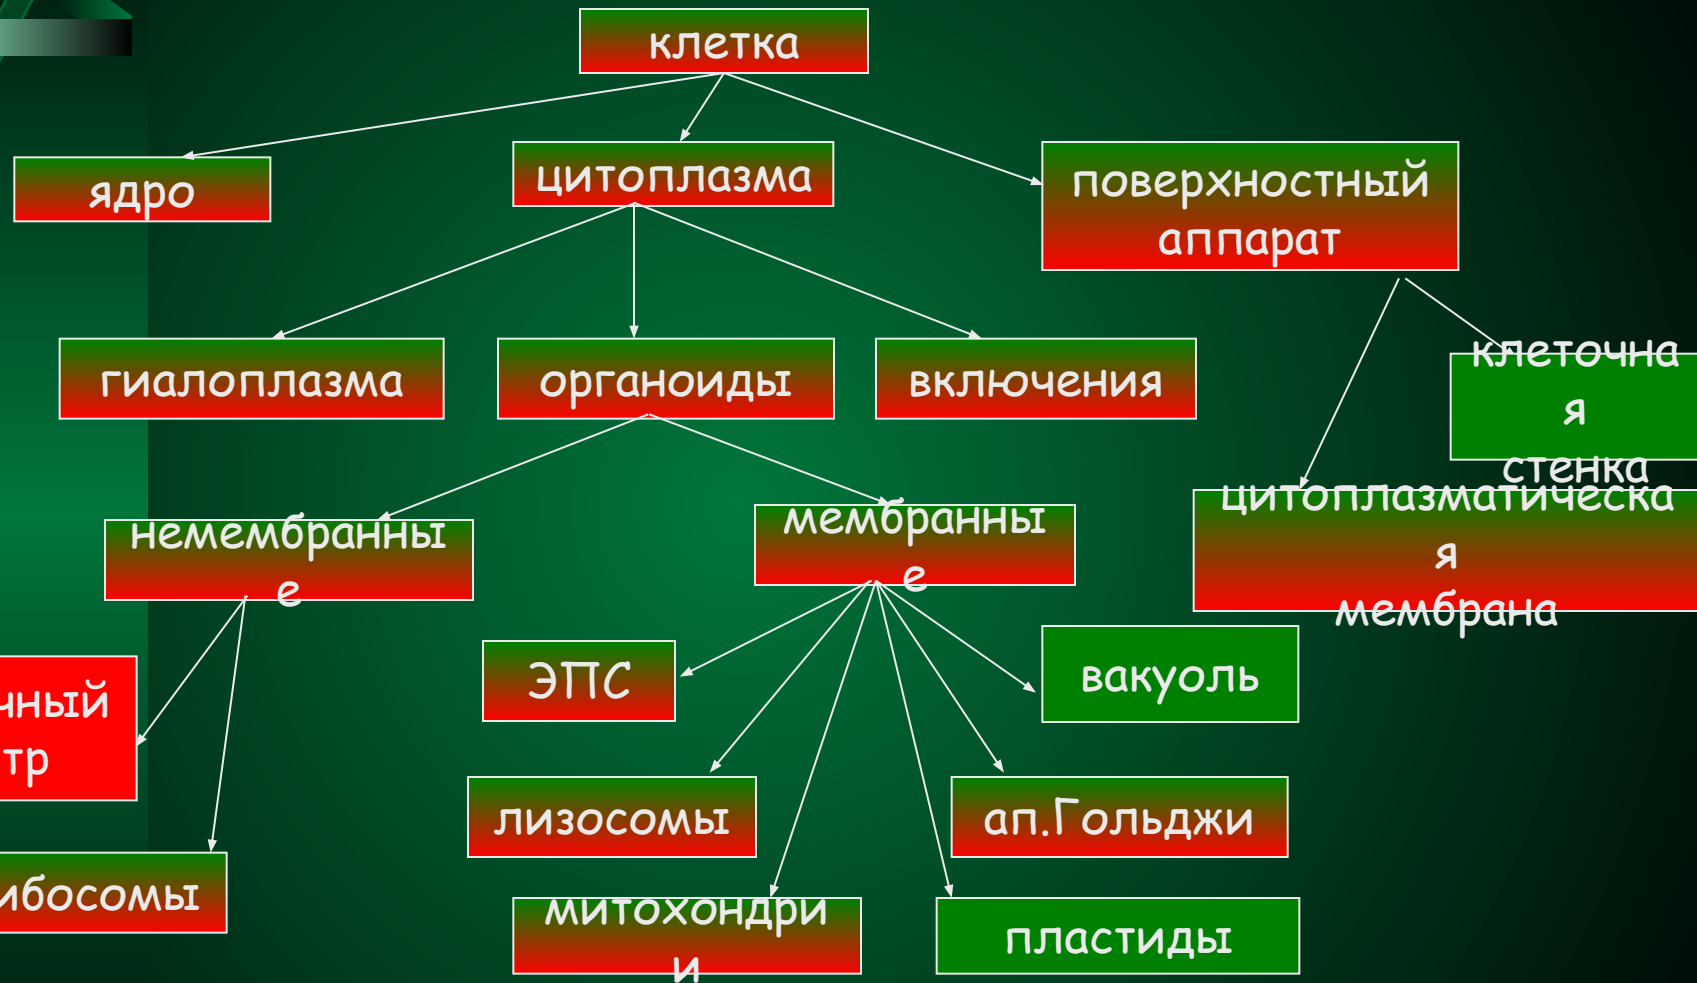 клетка
ядро
цитоплазма
поверхностный
аппарат
гиалоплазма
органоиды
включения
клеточна
я
стенка
немембранны
е
мембранны
е
цитоплазматическа
я
мембрана
чный
тр
ЭПС
вакуоль
ибосомы
лизосомы
ап.Гольджи
митохондри
и
пластиды